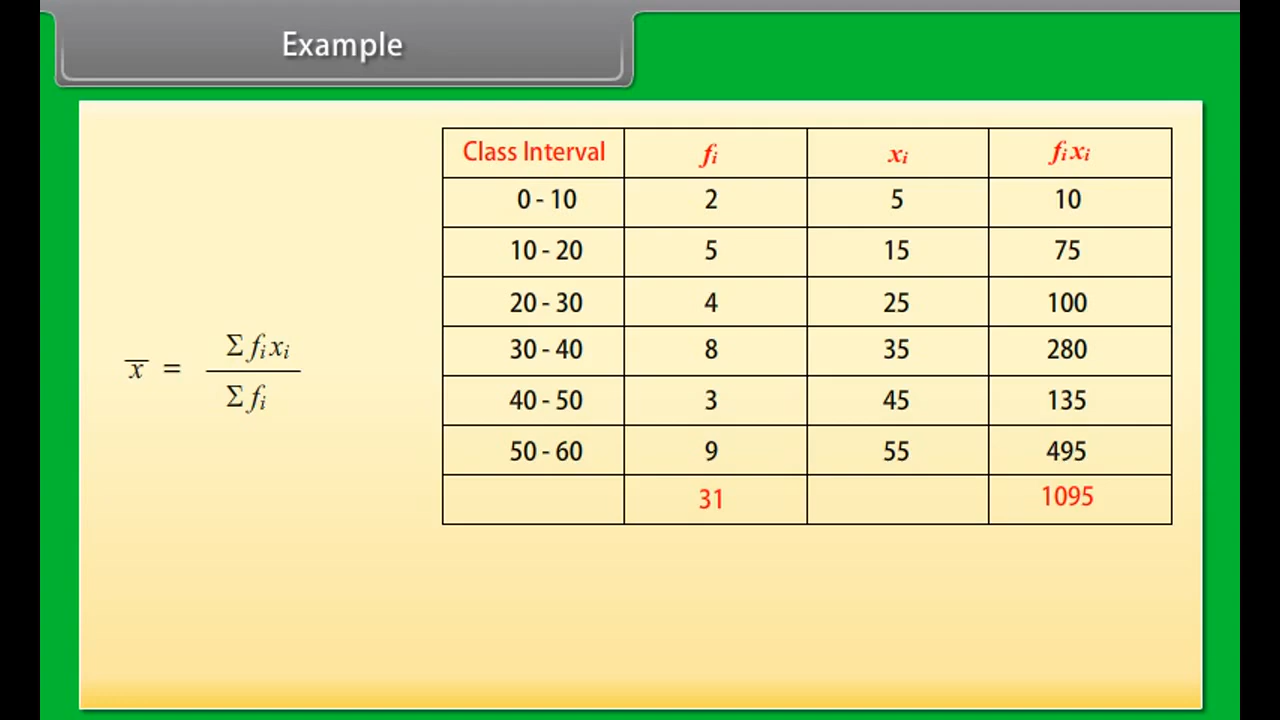 Example
Class Interval fi xi fixi
0 - 10 2 5 10
10 - 20 5 15 75
20 - 30 4 25 100
30 - 40 8 35 280
40 - 50 3 45 135
50 - 60 9 55 495
31 1095
x̅ = Σ fixi / Σ fi